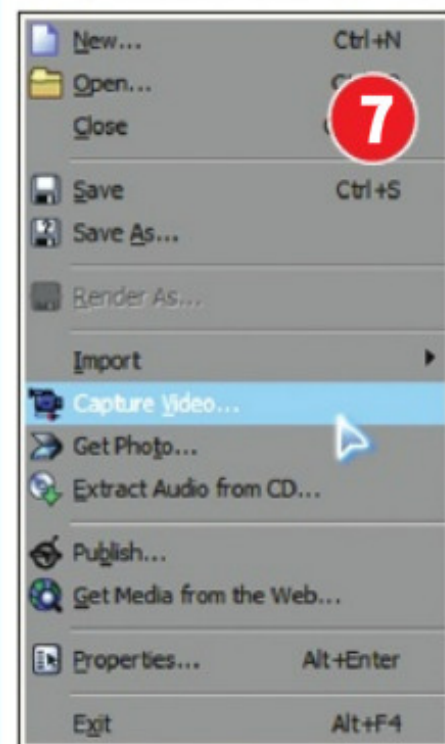 New... Ctrl+N
Open...
Close
7
Save Ctrl+S
Save As...
Render As...
Import
Capture Video...
Get Photo...
Extract Audio from CD...
Publish...
Get Media from the Web...
Properties... Alt+Enter
Exit Alt+F4